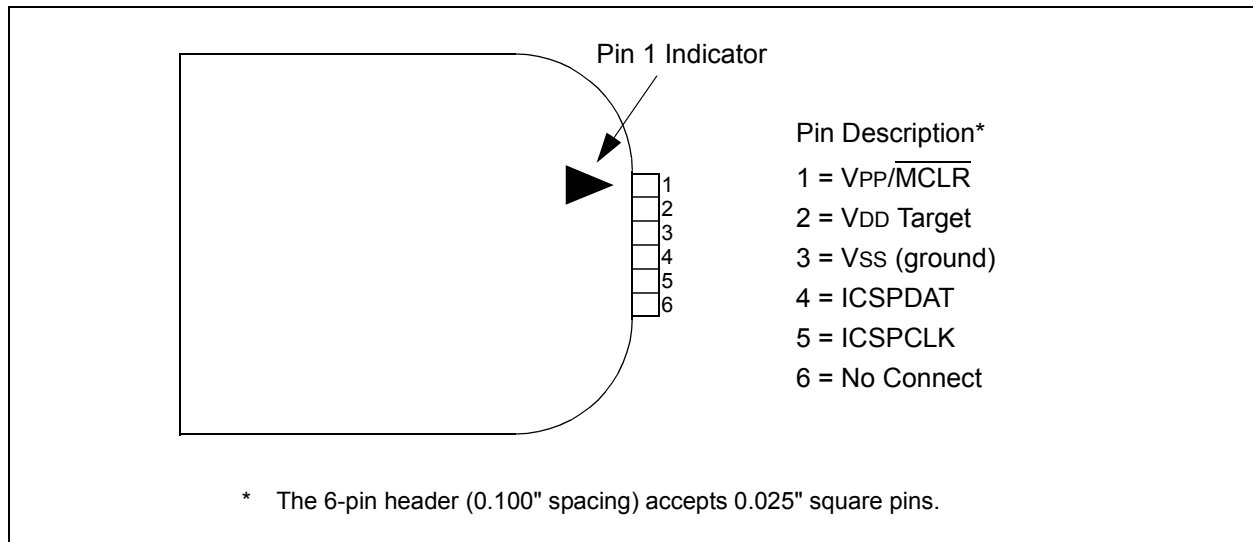 Pin 1 Indicator
1
2
3
4
5
6
Pin Description*
1 = VPP/M̅C̅L̅R̅
2 = VDD Target
3 = VSS (ground)
4 = ICSPDAT
5 = ICSPCLK
6 = No Connect
* The 6-pin header (0.100" spacing) accepts 0.025" square pins.